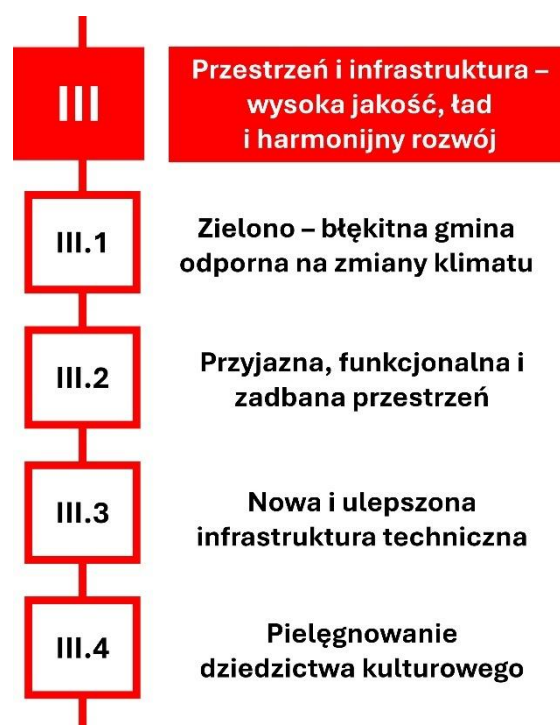 III
Przestrzeń i infrastruktura –
wysoka jakość, ład
i harmonijny rozwój
III.1
Zielono – błękitna gmina
odporna na zmiany klimatu
III.2
Przyjazna, funkcjonalna i
zadbana przestrzeń
III.3
Nowa i ulepszona
infrastruktura techniczna
III.4
Pielęgnowanie
dziedzictwa kulturowego